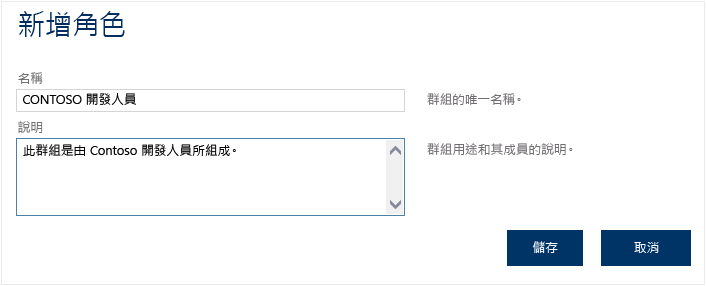 新增角色
名稱
CONTOSO 開發人員
群組的唯一名稱。
說明
此群組是由 Contoso 開發人員所組成。
群組用途和其成員的說明。
儲存
取消